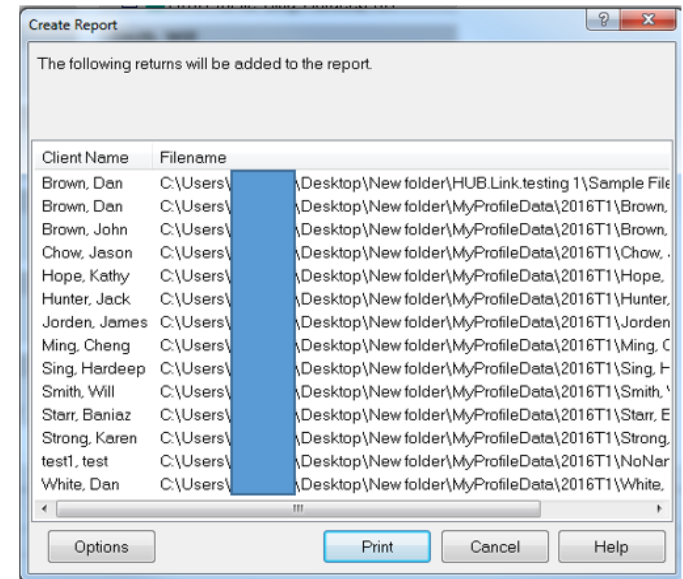 Create Report
The following returns will be added to the report.
Client Name Filename
Brown, Dan C:\Users\ \Desktop\New folder\HUB.Link.testing 1\Sample File
Brown, Dan C:\Users\ \Desktop\New folder\MyProfileData\2016T1\Brown,
Brown, John C:\Users\ \Desktop\New folder\MyProfileData\2016T1\Brown,
Chow, Jason C:\Users\ \Desktop\New folder\MyProfileData\2016T1\Chow,
Hope, Kathy C:\Users\ \Desktop\New folder\MyProfileData\2016T1\Hope,
Hunter, Jack C:\Users\ \Desktop\New folder\MyProfileData\2016T1\Hunter,
Jorden, James C:\Users\ \Desktop\New folder\MyProfileData\2016T1\Jorden
Ming, Cheng C:\Users\ \Desktop\New folder\MyProfileData\2016T1\Ming, C
Sing, Hardeep C:\Users\ \Desktop\New folder\MyProfileData\2016T1\Sing, H
Smith, Will C:\Users\ \Desktop\New folder\MyProfileData\2016T1\Smith,
Starr, Baniaz C:\Users\ \Desktop\New folder\MyProfileData\2016T1\Starr, E
Strong, Karen C:\Users\ \Desktop\New folder\MyProfileData\2016T1\Strong,
test1, test C:\Users\ \Desktop\New folder\MyProfileData\2016T1\NoNar
White, Dan C:\Users\ \Desktop\New folder\MyProfileData\2016T1\White,
Options Print Cancel Help